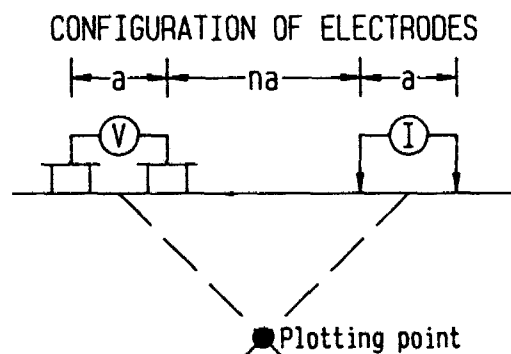 CONFIGURATION OF ELECTRODES
a na a
V I
Plotting point